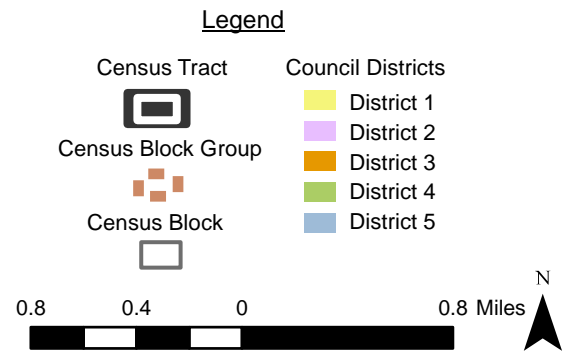 Legend
Census Tract
Census Block Group
Census Block
Council Districts
District 1
District 2
District 3
District 4
District 5
N
0.8 0.4 0 0.8 Miles